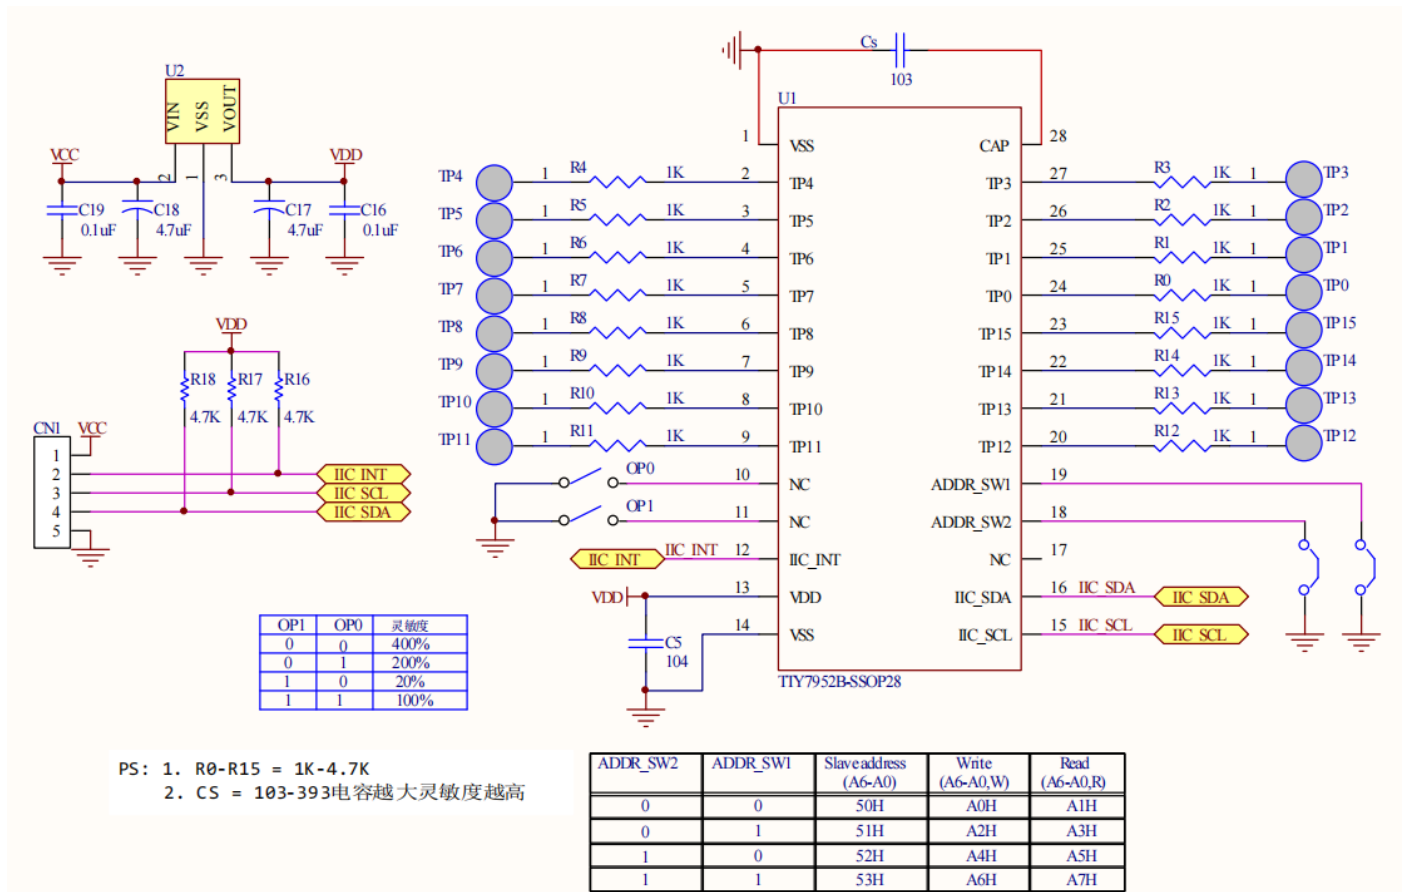 U2
VIN
VSS
VOUT
2
1
3
VCC
VDD
C19
0.1uF
C18
4.7uF
C17
4.7uF
C16
0.1uF
VDD
R18
4.7K
R17
4.7K
R16
4.7K
CN1
VCC
1
2
3
4
5
IIC INT
IIC SCL
IIC SDA
Cs
103
U1
1 VSS
CAP 28
TP4 1 R4 1K 2 TP4
TP3 27 R3 1K 1 TP3
TP5 1 R5 1K 3 TP5
TP2 26 R2 1K 1 TP2
TP6 1 R6 1K 4 TP6
TP1 25 R1 1K 1 TP1
TP7 1 R7 1K 5 TP7
TP0 24 R0 1K 1 TP0
TP8 1 R8 1K 6 TP8
TP15 23 R15 1K 1 TP15
TP9 1 R9 1K 7 TP9
TP14 22 R14 1K 1 TP14
TP10 1 R10 1K 8 TP10
TP13 21 R13 1K 1 TP13
TP11 1 R11 1K 9 TP11
TP12 20 R12 1K 1 TP12
OP0 10 NC
ADDR_SW1 19
OP1 11 NC
ADDR_SW2 18
IIC INT IIC_INT 12 IIC_INT
NC 17
VDD 13 VDD
IIC_SDA 16 IIC_SDA IIC SDA
14 VSS
IIC_SCL 15 IIC_SCL IIC SCL
C5
104
TTY7952B-SSOP28
OP1 OP0 灵敏度
0 0 400%
0 1 200%
1 0 20%
1 1 100%
PS: 1. R0-R15 = 1K-4.7K
2. CS = 103-393电容越大灵敏度越高
ADDR_SW2 ADDR_SW1 Slave address (A6-A0) Write (A6-A0,W) Read (A6-A0,R)
0 0 50H A0H A1H
0 1 51H A2H A3H
1 0 52H A4H A5H
1 1 53H A6H A7H